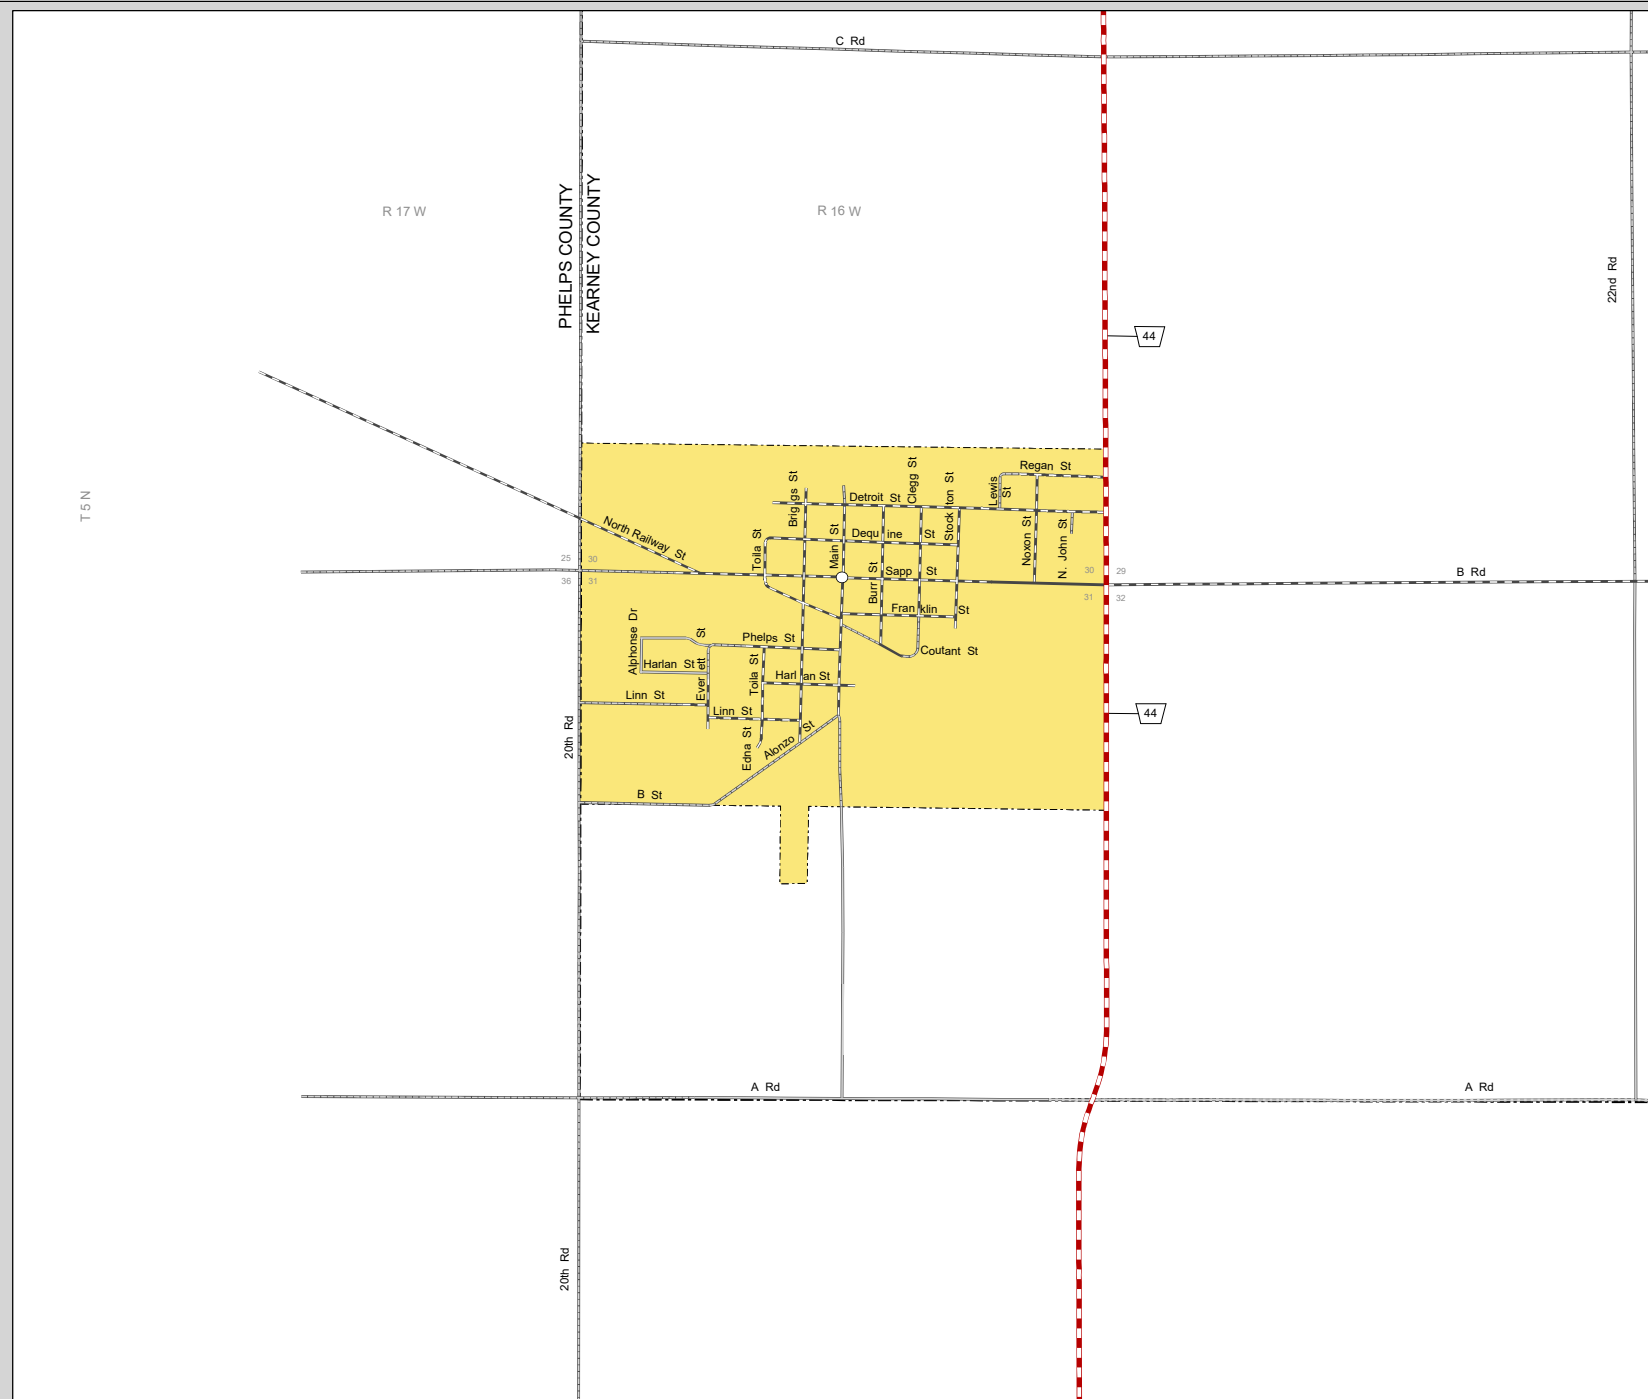 C Rd
R 17 W
R 16 W
PHELPS COUNTY
KEARNEY COUNTY
22nd Rd
44
T 5 N
Regan St
Lewis St
Detroit St
Briggs St
Clegg St
Stockton St
North Railway St
Toila St
Main St
Dequine St
Noxon St
N. John St
25 30
36 31
Sapp St
Burr St
30 29
31 32
B Rd
Franklin St
Coutant St
Alphonse Dr
Everlett St
Phelps St
Harlan St
Toila St
Harlan St
Linn St
Linn St
44
20th Rd
Edna St
Alonzo St
B St
A Rd
A Rd
20th Rd